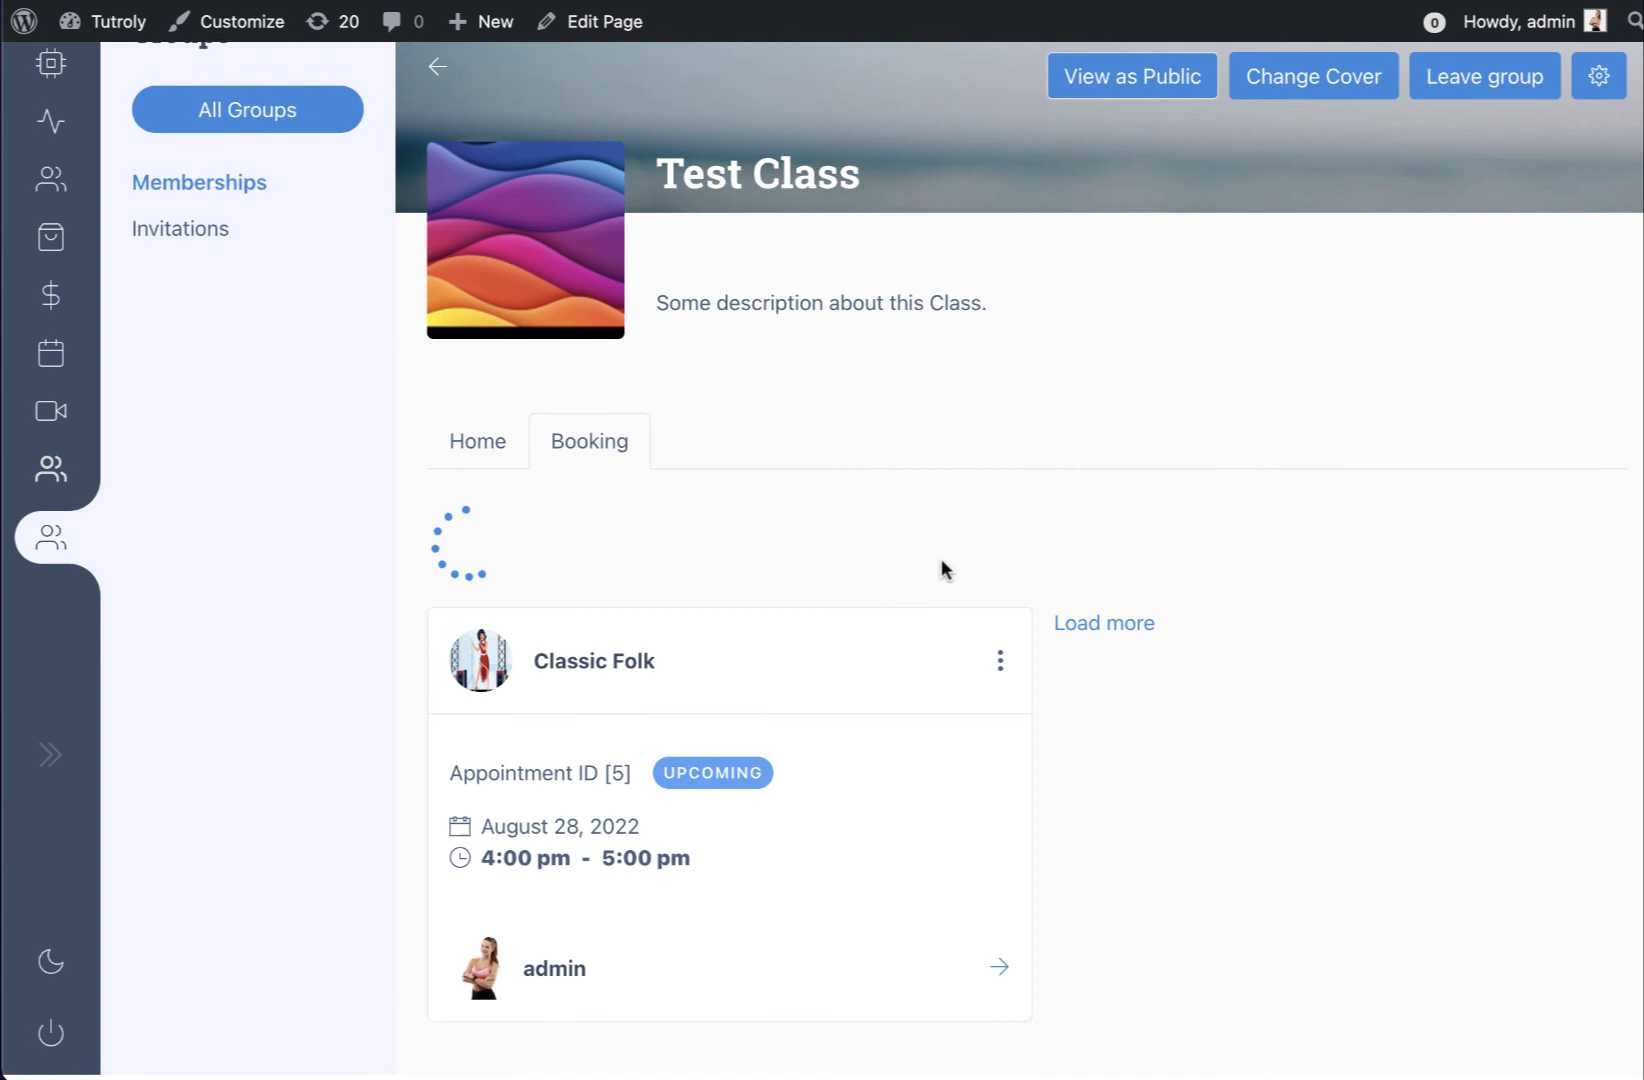 Tutroly Customize 20 0 New Edit Page 0 Howdy, admin
Groups
All Groups
Memberships
Invitations
View as Public Change Cover Leave group
Test Class
Some description about this Class.
Home Booking
Load more
Classic Folk
Appointment ID [5] UPCOMING
August 28, 2022
4:00 pm - 5:00 pm
admin